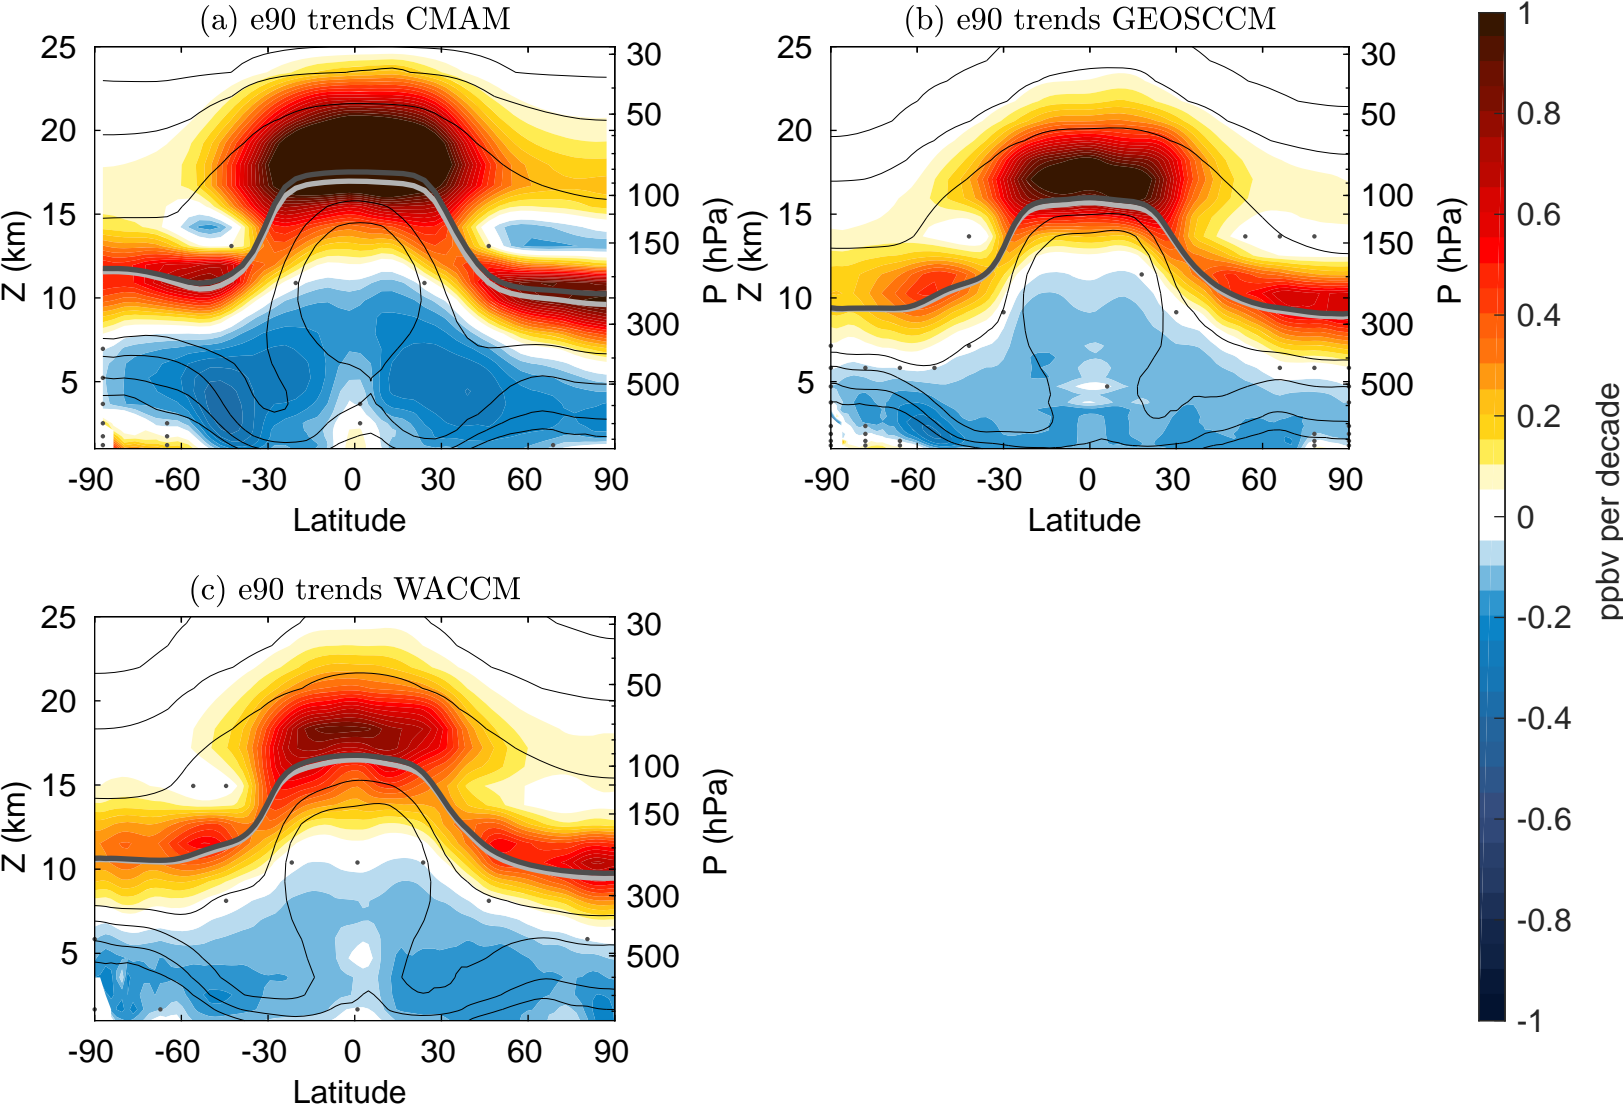 (a) e90 trends CMAM
25
20
15
10
5
Z (km)
-90 -60 -30 0 30 60 90
Latitude
30
50
100
150
300
500
P (hPa)
(b) e90 trends GEOSCCM
25
20
15
10
5
Z (km)
-90 -60 -30 0 30 60 90
Latitude
30
50
100
150
300
500
P (hPa)
1
0.8
0.6
0.4
0.2
0
-0.2
-0.4
-0.6
-0.8
-1
ppbv per decade
(c) e90 trends WACCM
25
20
15
10
5
Z (km)
-90 -60 -30 0 30 60 90
Latitude
30
50
100
150
300
500
P (hPa)